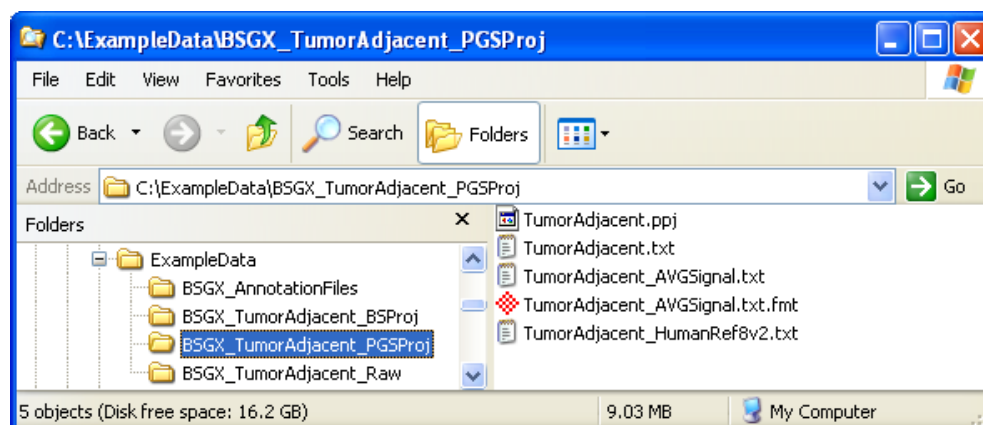 C:\ExampleData\BSGX_TumorAdjacent_PGSProj
File Edit View Favorites Tools Help
Back Search Folders
Address C:\ExampleData\BSGX_TumorAdjacent_PGSProj Go
Folders
ExampleData
BSGX_AnnotationFiles
BSGX_TumorAdjacent_BSProj
BSGX_TumorAdjacent_PGSProj
BSGX_TumorAdjacent_Raw
TumorAdjacent.ppj
TumorAdjacent.txt
TumorAdjacent_AVGSignal.txt
TumorAdjacent_AVGSignal.txt.fmt
TumorAdjacent_HumanRef8v2.txt
5 objects (Disk free space: 16.2 GB) 9.03 MB My Computer